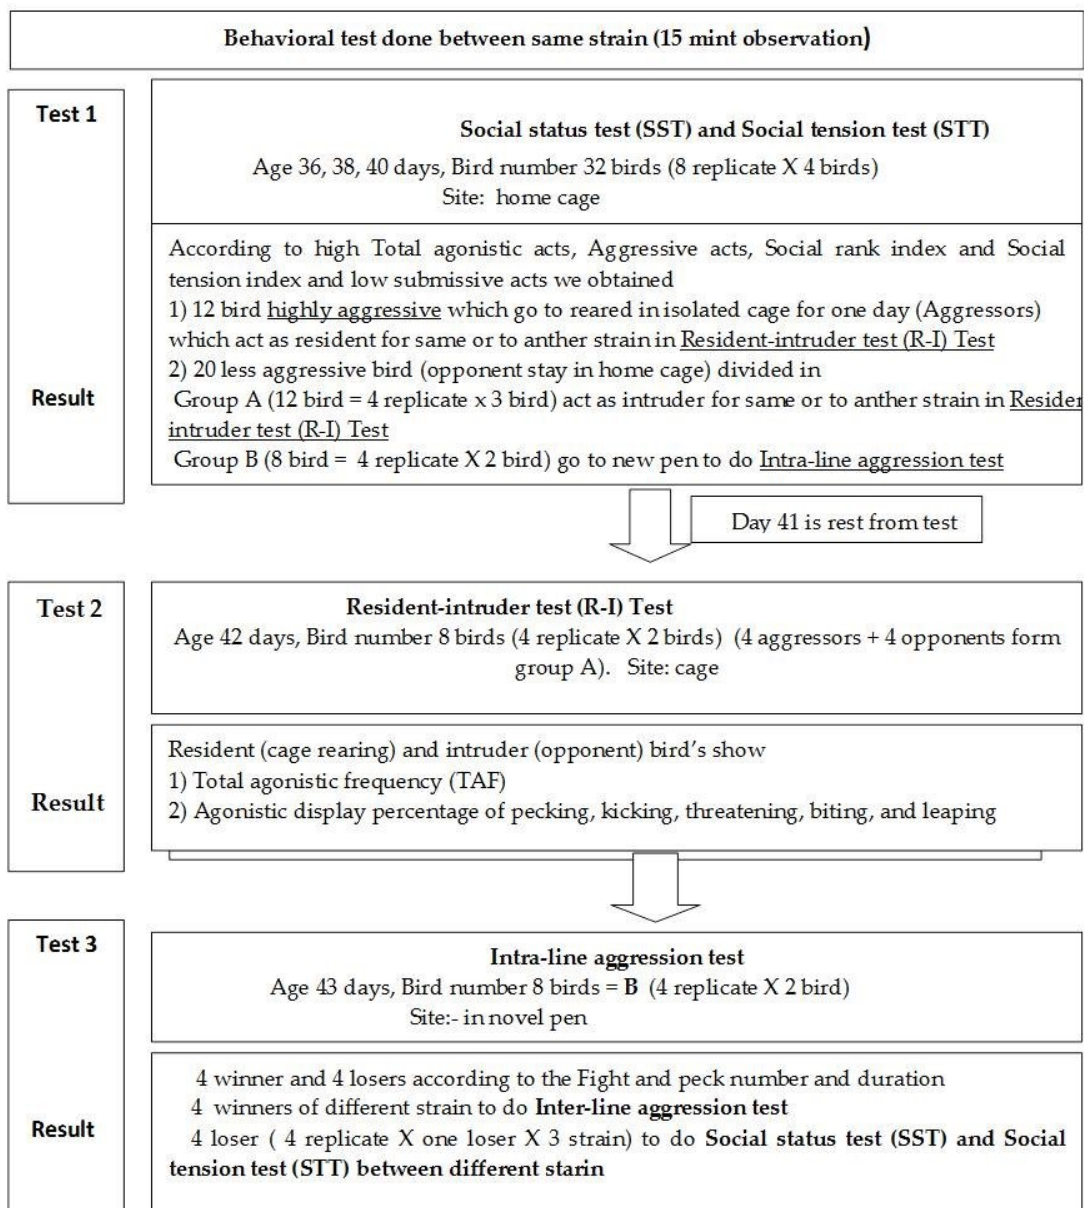 Behavioral test done between same strain (15 mint observation)
Test 1
Social status test (SST) and Social tension test (STT)
Age 36, 38, 40 days, Bird number 32 birds (8 replicate X 4 birds)
Site: home cage
According to high Total agonistic acts, Aggressive acts, Social rank index and Social
tension index and low submissive acts we obtained
1) 12 bird highly aggressive which go to reared in isolated cage for one day (Aggressors)
which act as resident for same or to anther strain in Resident-intruder test (R-I) Test
2) 20 less aggressive bird (opponent stay in home cage) divided in
Result
Group A (12 bird = 4 replicate x 3 bird) act as intruder for same or to anther strain in
intruder test (R-I) Test
Group B (8 bird = 4 replicate X 2 bird) go to new pen to do Intra-line aggression test
Day 41 is rest from test
Test 2
Resident-intruder test (R-I) Test
Age 42 days, Bird number 8 birds (4 replicate X 2 birds) (4 aggressors + 4 opponents form
group A). Site: cage
Resident (cage rearing) and intruder (opponent) bird's show
1) Total agonistic frequency (TAF)
Result
2) Agonistic display percentage of pecking, kicking, threatening, biting, and leaping
Test 3
Intra-line aggression test
Age 43 days, Bird number 8 birds = B (4 replicate X 2 bird)
Site:- in novel pen
4 winner and 4 losers according to the Fight and peck number and duration
4 winners of different strain to do Inter-line aggression test
Result
4 loser ( 4 replicate X one loser X 3 strain) to do Social status test (SST) and Social
tension test (STT) between different starin